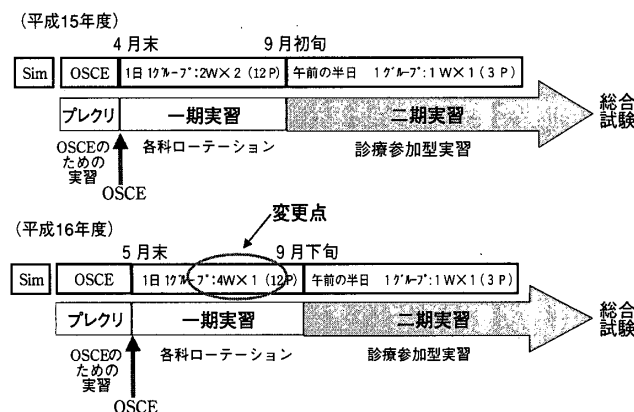 (平成15年度)
4月末
9月初旬
Sim
OSCE
1日 1グループ:2W×2 (12P)
午前の半日 1グループ:1W×1 (3P)
プレクリ
一期実習
二期実習
総合
試験
OSCEの
ための
実習
各科ローテーション
診療参加型実習
OSCE
変更点
(平成16年度)
5月末
9月下旬
Sim
OSCE
1日 1グループ:4W×1 (12P)
午前の半日 1グループ:1W×1 (3P)
プレクリ
一期実習
二期実習
総合
試験
OSCEの
ための
実習
各科ローテーション
診療参加型実習
OSCE